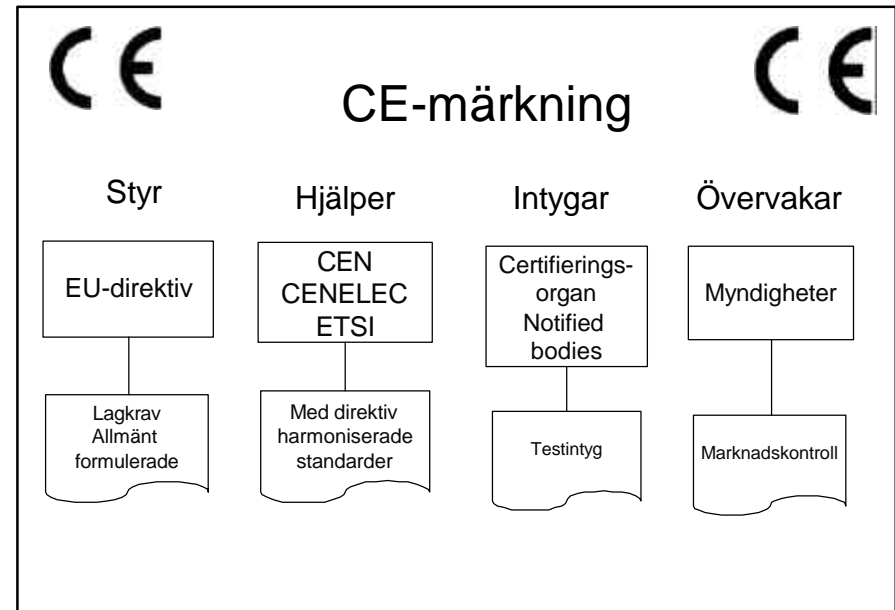 CE
CE
CE-märkning
Styr
Hjälper
Intygar
Övervakar
EU-direktiv
CEN
CENELEC
ETSI
Certifierings-
organ
Notified
bodies
Myndigheter
Lagkrav
Allmänt
formulerade
Med direktiv
harmoniserade
standarder
Testintyg
Marknadskontroll